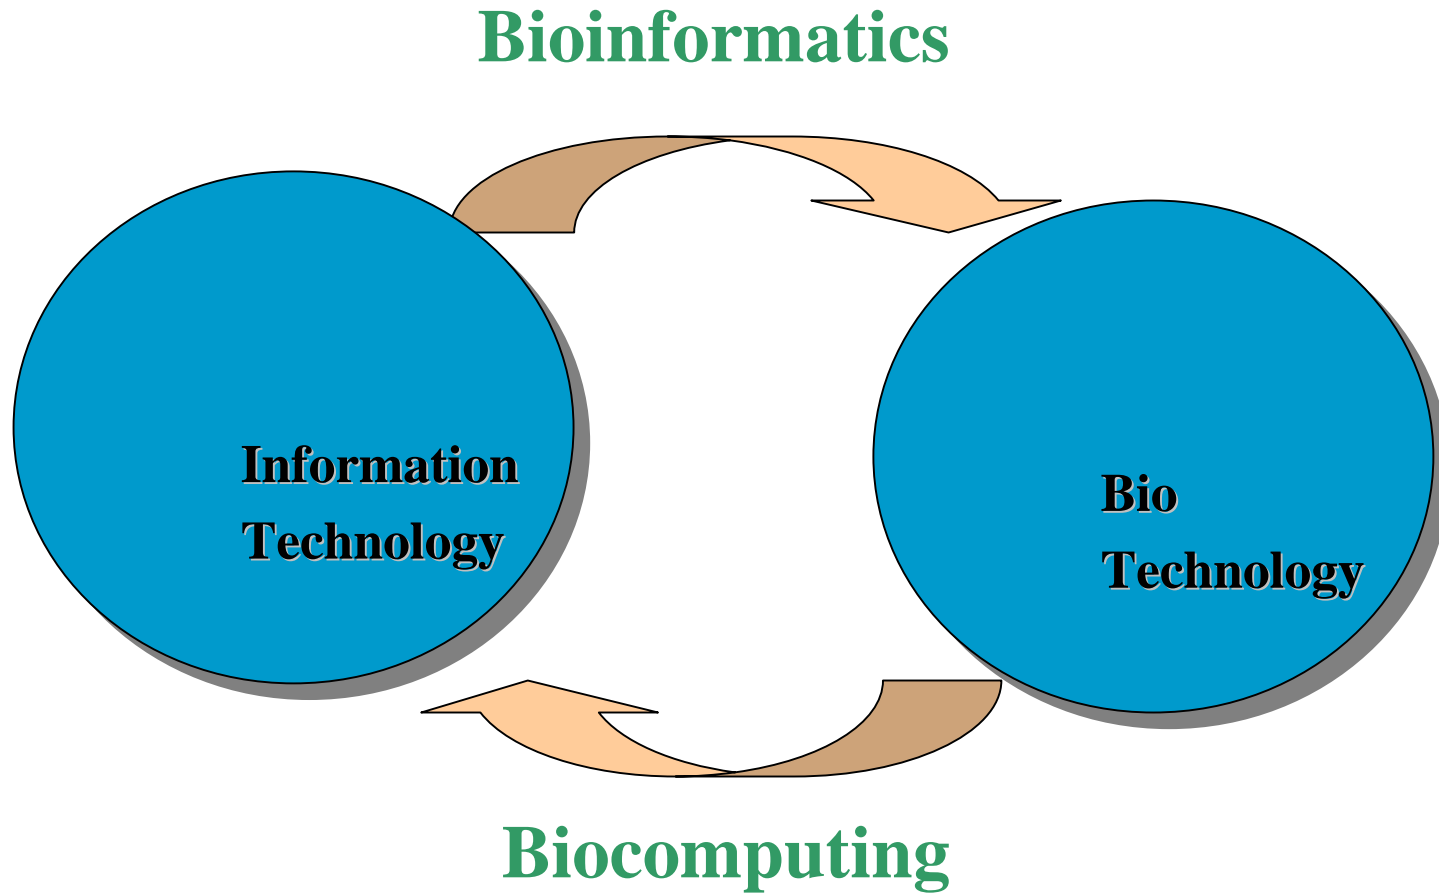 Bioinformatics
Information
Technology
Bio
Technology
Biocomputing